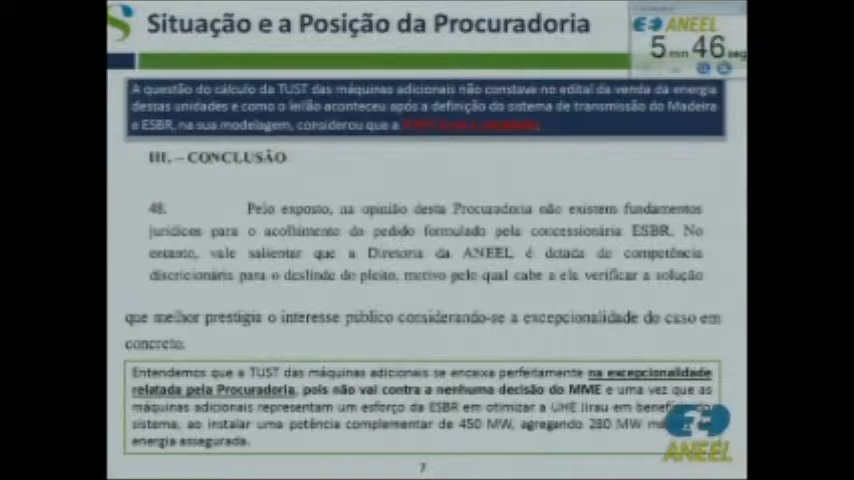 Situação e a Posição da Procuradoria
ANEEL
5 min 46 seg
A questão do cálculo da TUST das máquinas adicionais não constava no edital da venda da energia
dessas unidades e como o leilão aconteceu após a definição do sistema de transmissão do Madeira
e ESBR, na sua modelagem, considerou que a
III. – CONCLUSÃO
48. Pelo exposto, na opinião desta Procuradoria não existem fundamentos
jurídicos para o acolhimento do pedido formulado pela concessionária ESBR. No
entanto, vale salientar que a Diretoria da ANEEL é dotada de competência
discricionária para o deslinde do pleito, motivo pelo qual cabe a ela verificar a solução
que melhor prestigia o interesse público considerando-se a excepcionalidade do caso em
concreto.
Entendemos que a TUST das máquinas adicionais se encaixa perfeitamente na excepcionalidade
relatada pela Procuradoria, pois não vai contra a nenhuma decisão do MME e uma vez que as
máquinas adicionais representam um esforço da ESBR em otimizar a UHE Jirau em do
sistema, ao instalar uma potência complementar de 450 MW, agregando 280 MW
energia assegurada.
ANEEL
7